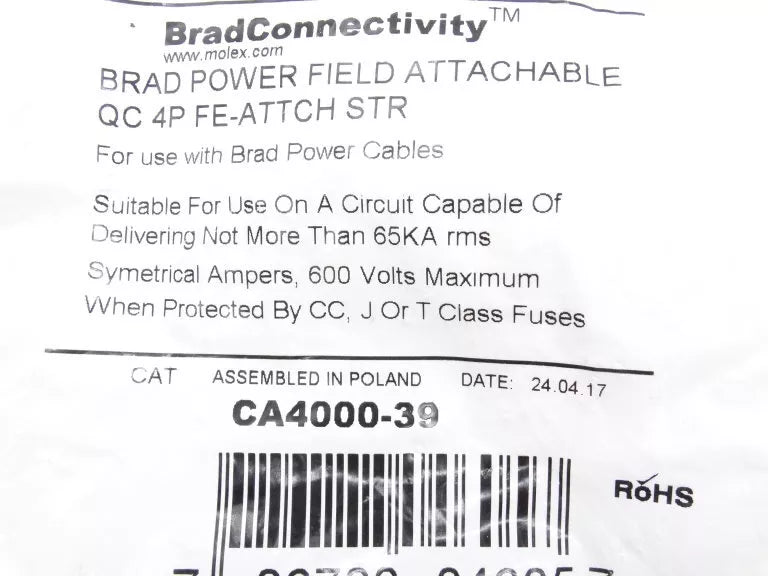 BradConnectivity™
www.molex.com
BRAD POWER FIELD ATTACHABLE
QC 4P FE-ATTCH STR
For use with Brad Power Cables
Suitable For Use On A Circuit Capable Of
Delivering Not More Than 65KA rms
Symetrical Ampers, 600 Volts Maximum
When Protected By CC, J Or T Class Fuses
CAT ASSEMBLED IN POLAND DATE: 24.04.17
CA4000-39
RoHS